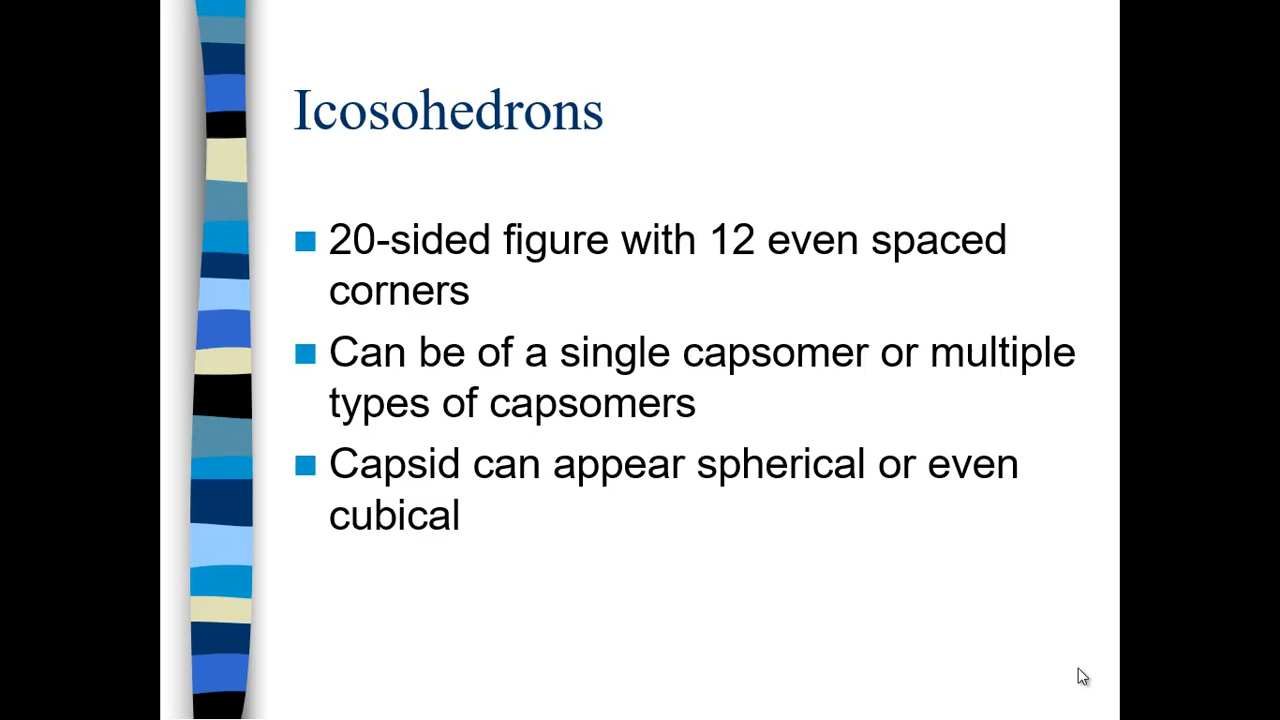 Icosohedrons
20-sided figure with 12 even spaced
corners
Can be of a single capsomer or multiple
types of capsomers
Capsid can appear spherical or even
cubical